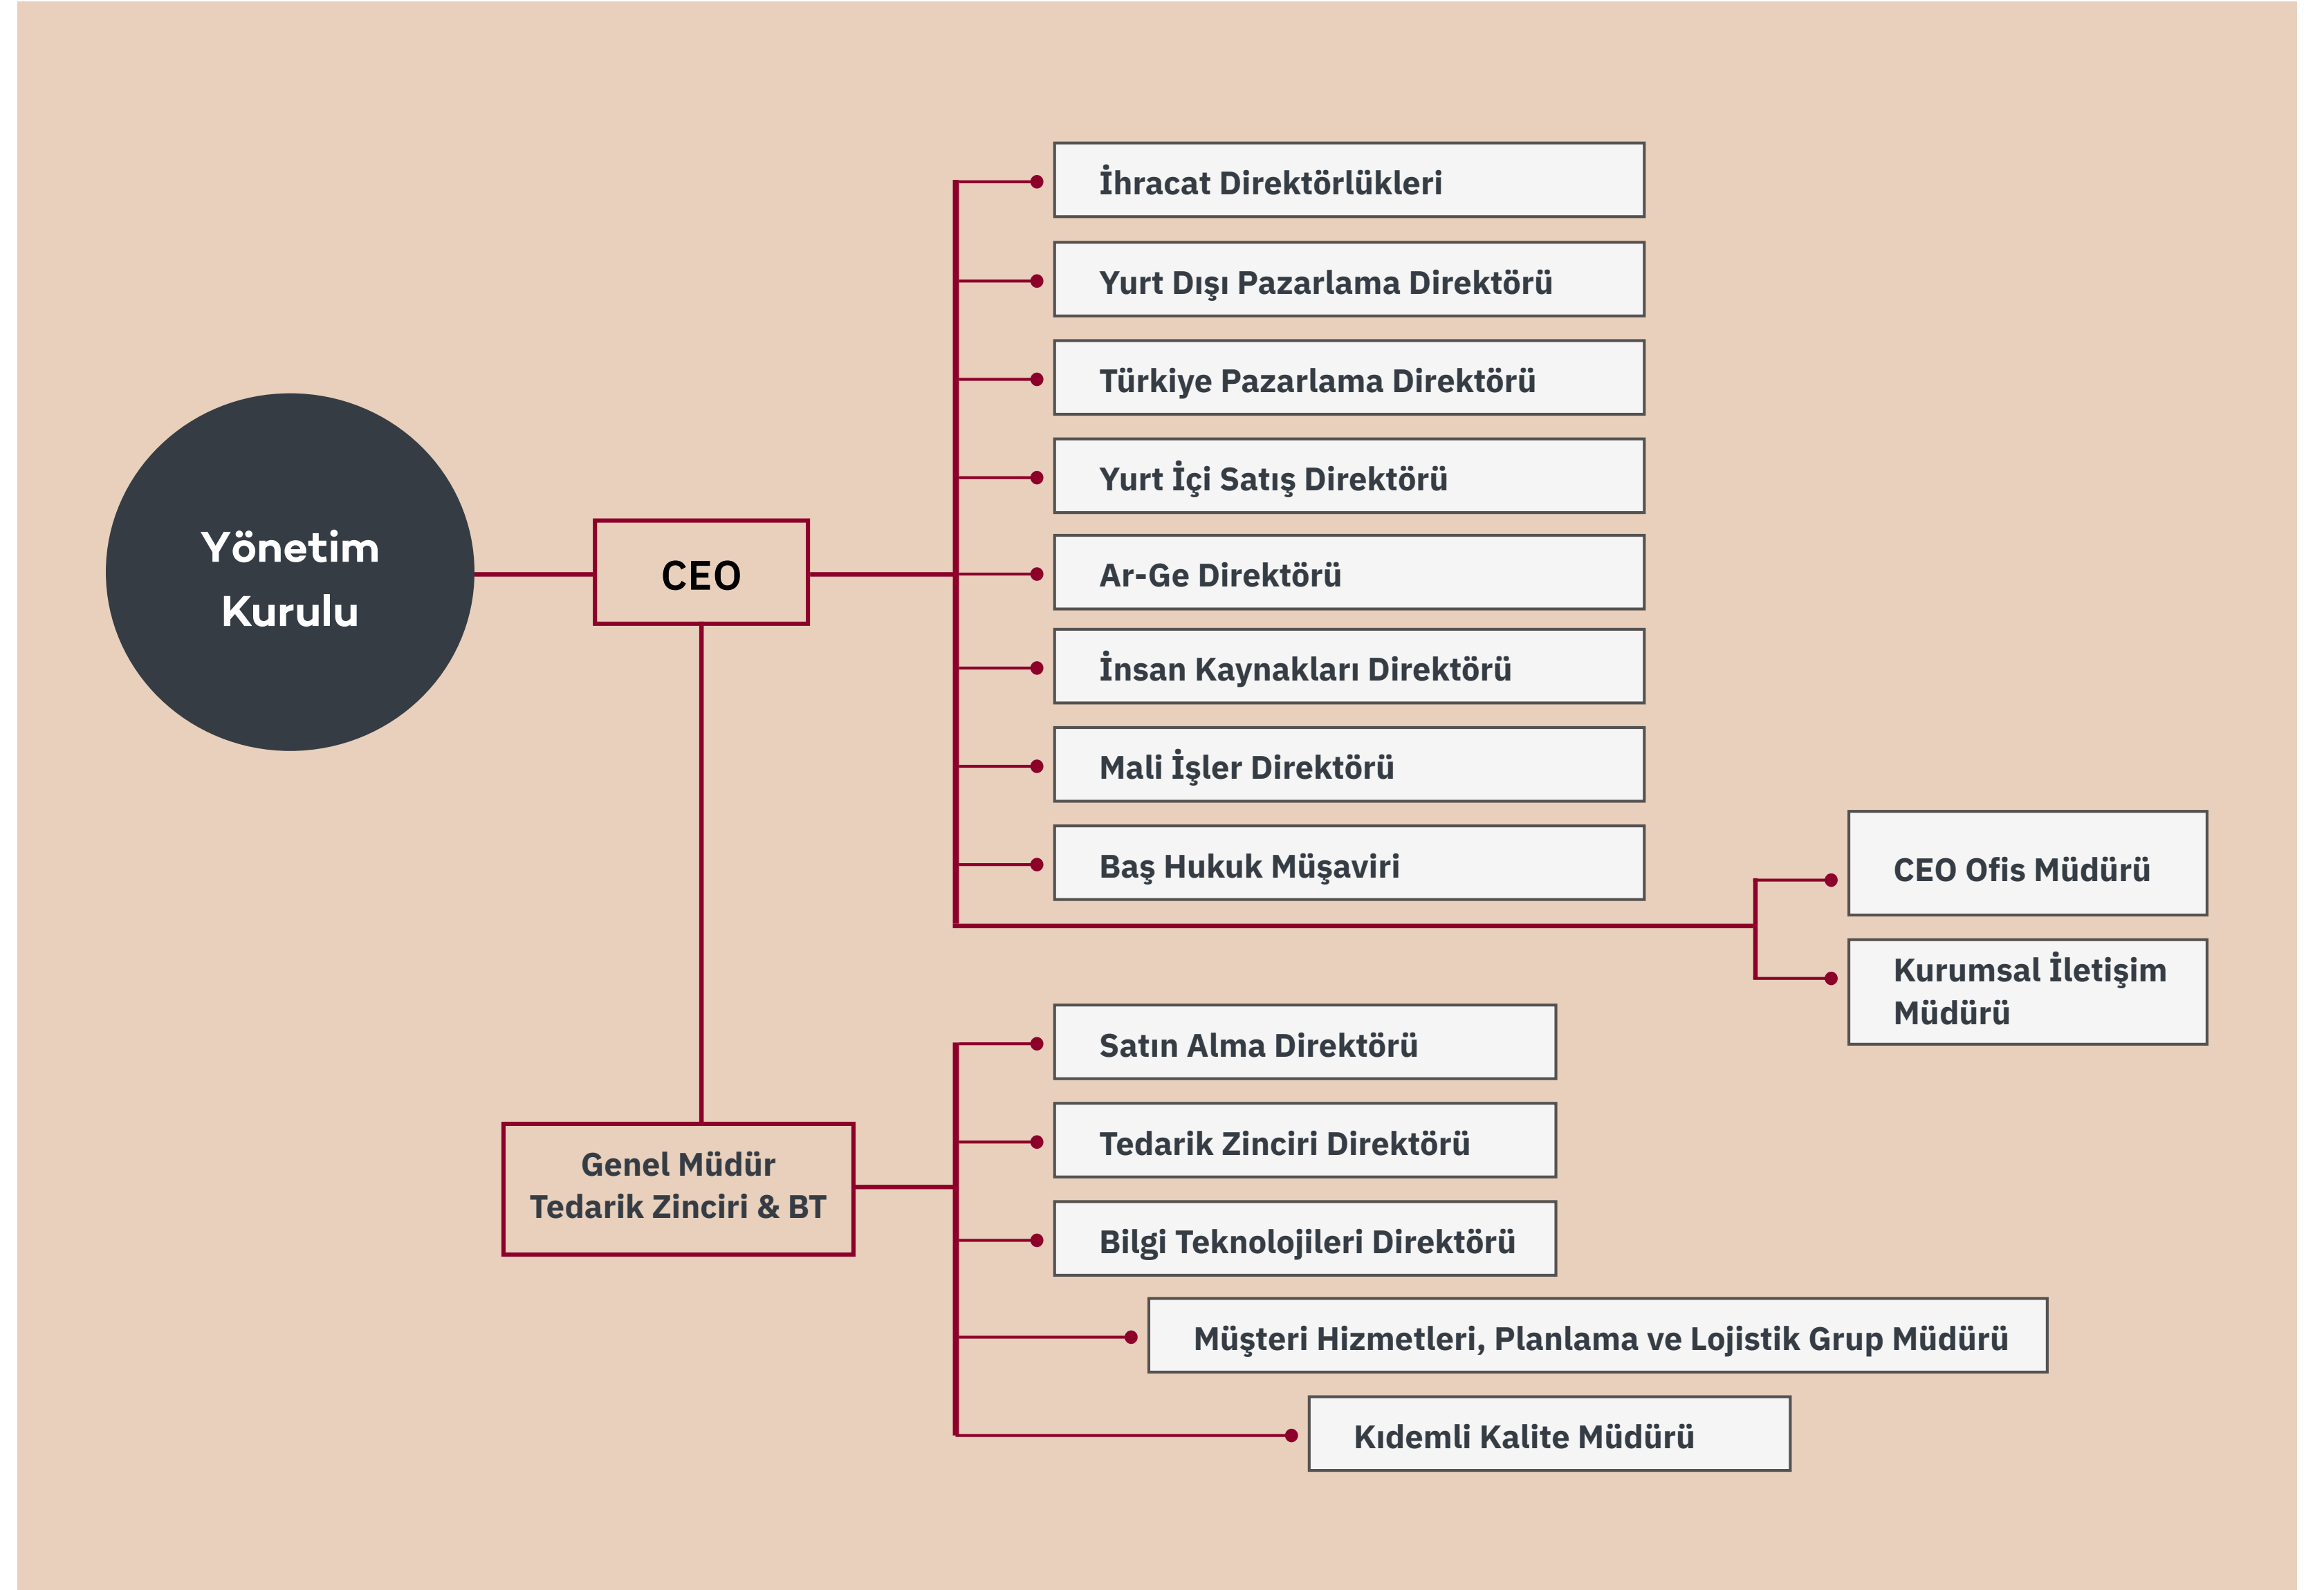 Yönetim
Kurulu
CEO
İhracat Direktörlükleri
Yurt Dışı Pazarlama Direktörü
Türkiye Pazarlama Direktörü
Yurt İçi Satış Direktörü
Ar-Ge Direktörü
İnsan Kaynakları Direktörü
Mali İşler Direktörü
Baş Hukuk Müşaviri
CEO Ofis Müdürü
Kurumsal İletişim
Müdürü
Genel Müdür
Tedarik Zinciri & BT
Satın Alma Direktörü
Tedarik Zinciri Direktörü
Bilgi Teknolojileri Direktörü
Müşteri Hizmetleri, Planlama ve Lojistik Grup Müdürü
Kıdemli Kalite Müdürü